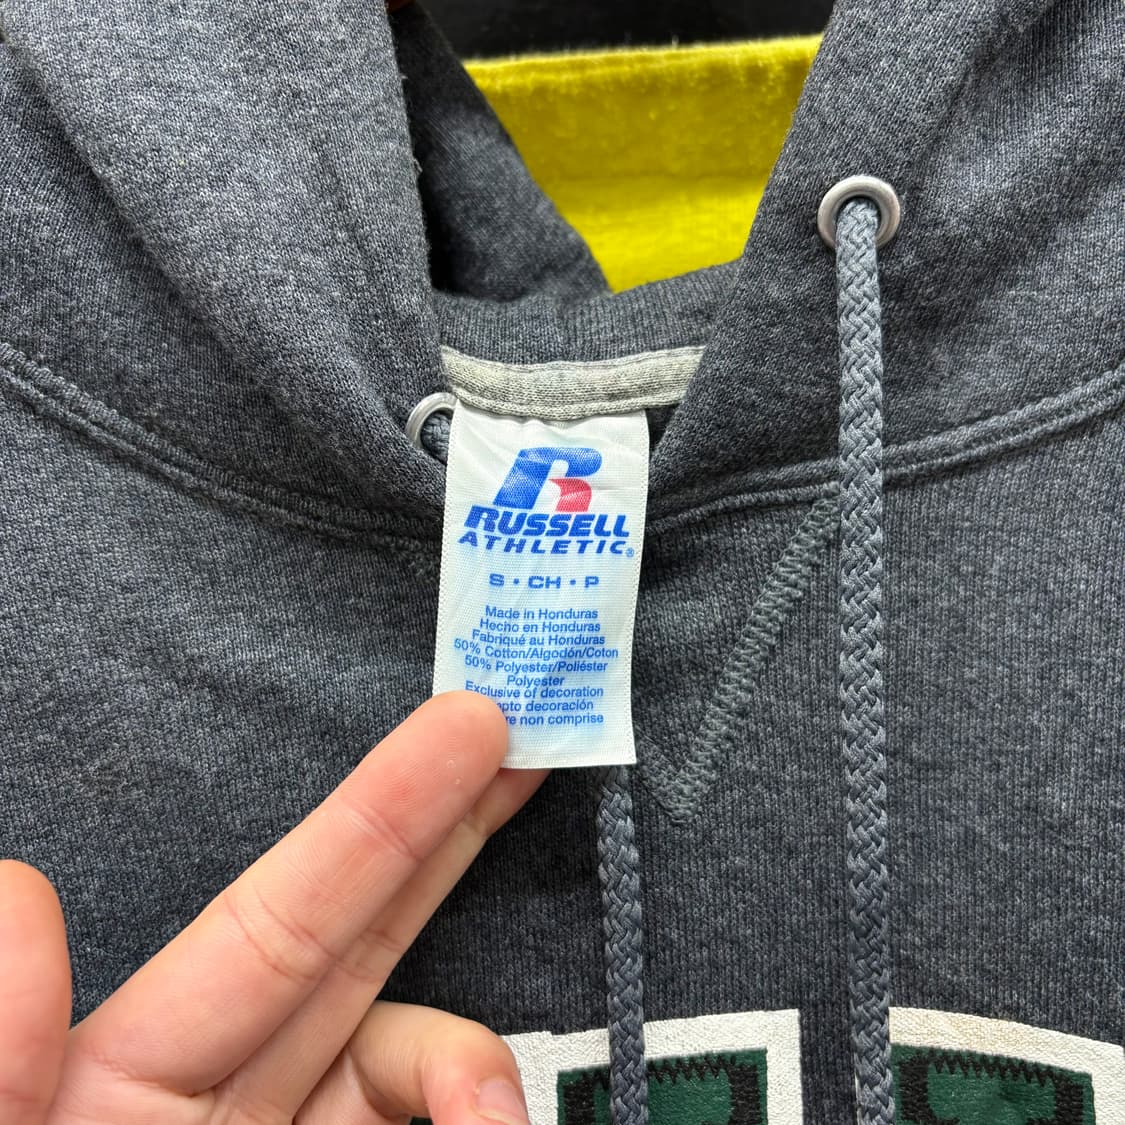 RUSSELL
ATHLETIC®
S • CH • P
Made in Honduras
Hecho en Honduras
Fabriqué au Honduras
50% Cotton/Algodón/Coton
50% Polyester/Poliéster
Polyester
Exclusive of decoration
decoración
non comprise